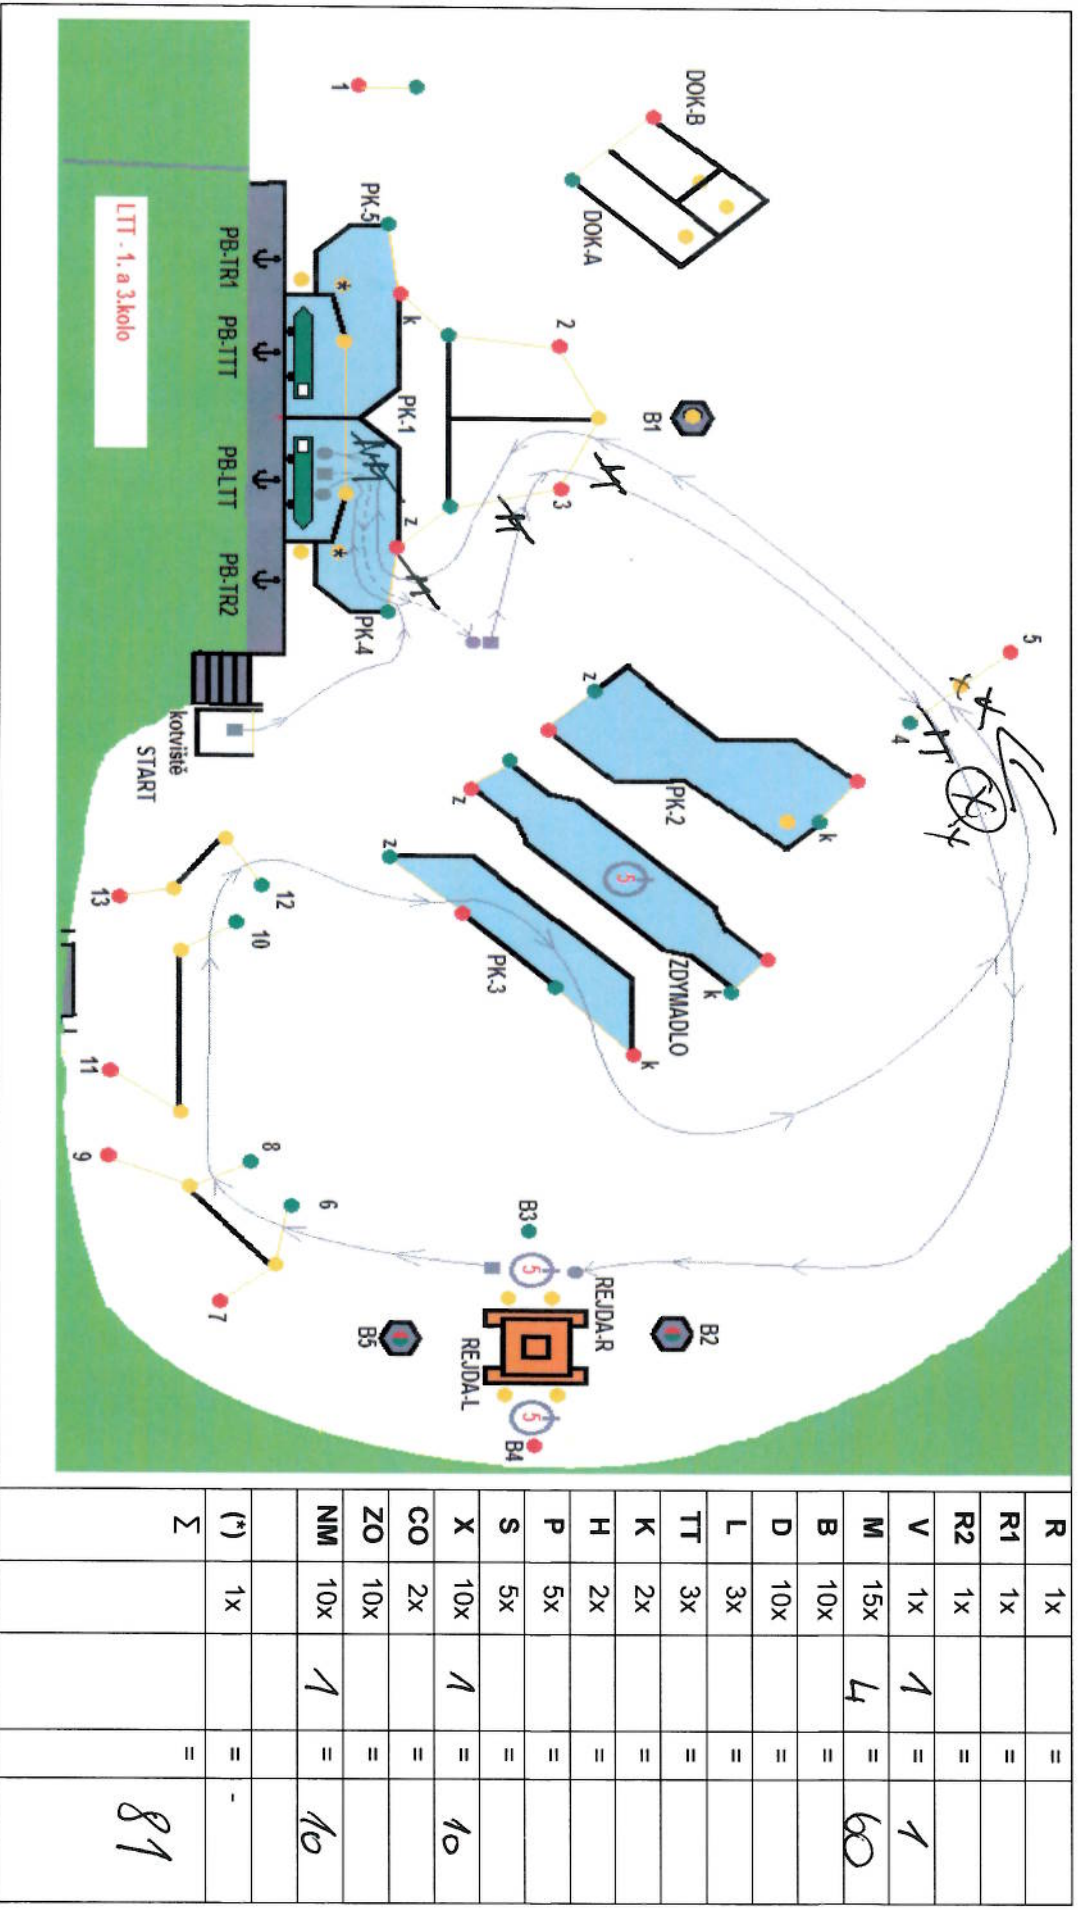 R 1x =
R1 1x =
R2 1x =
V 1x 1 = 1
M 15x 4 = 60
B 10x =
D 10x =
L 3x =
TT 3x =
K 2x =
H 2x =
P 5x =
S 5x =
X 10x 1 = 10
CO 2x =
ZO 10x =
NM 10x 1 = 10
(*) 1x = -
Σ = 81
5
4
DOK-B
DOK-A
B1
B2
2
3
1
PK-5
k
PK-1
z
PK-4
z
PK-2
k
z
ZDYMADLO
k
5
z
PK-3
k
B3
5
REJDA-R
REJDA-L
5
B4
B5
6
7
8
9
10
11
12
13
PB-TR1
PB-TTT
PB-LTT
PB-TR2
*
*
kotviště
START
LTT - 1. a 3.kolo
M
M
M
V
X
x
x
x